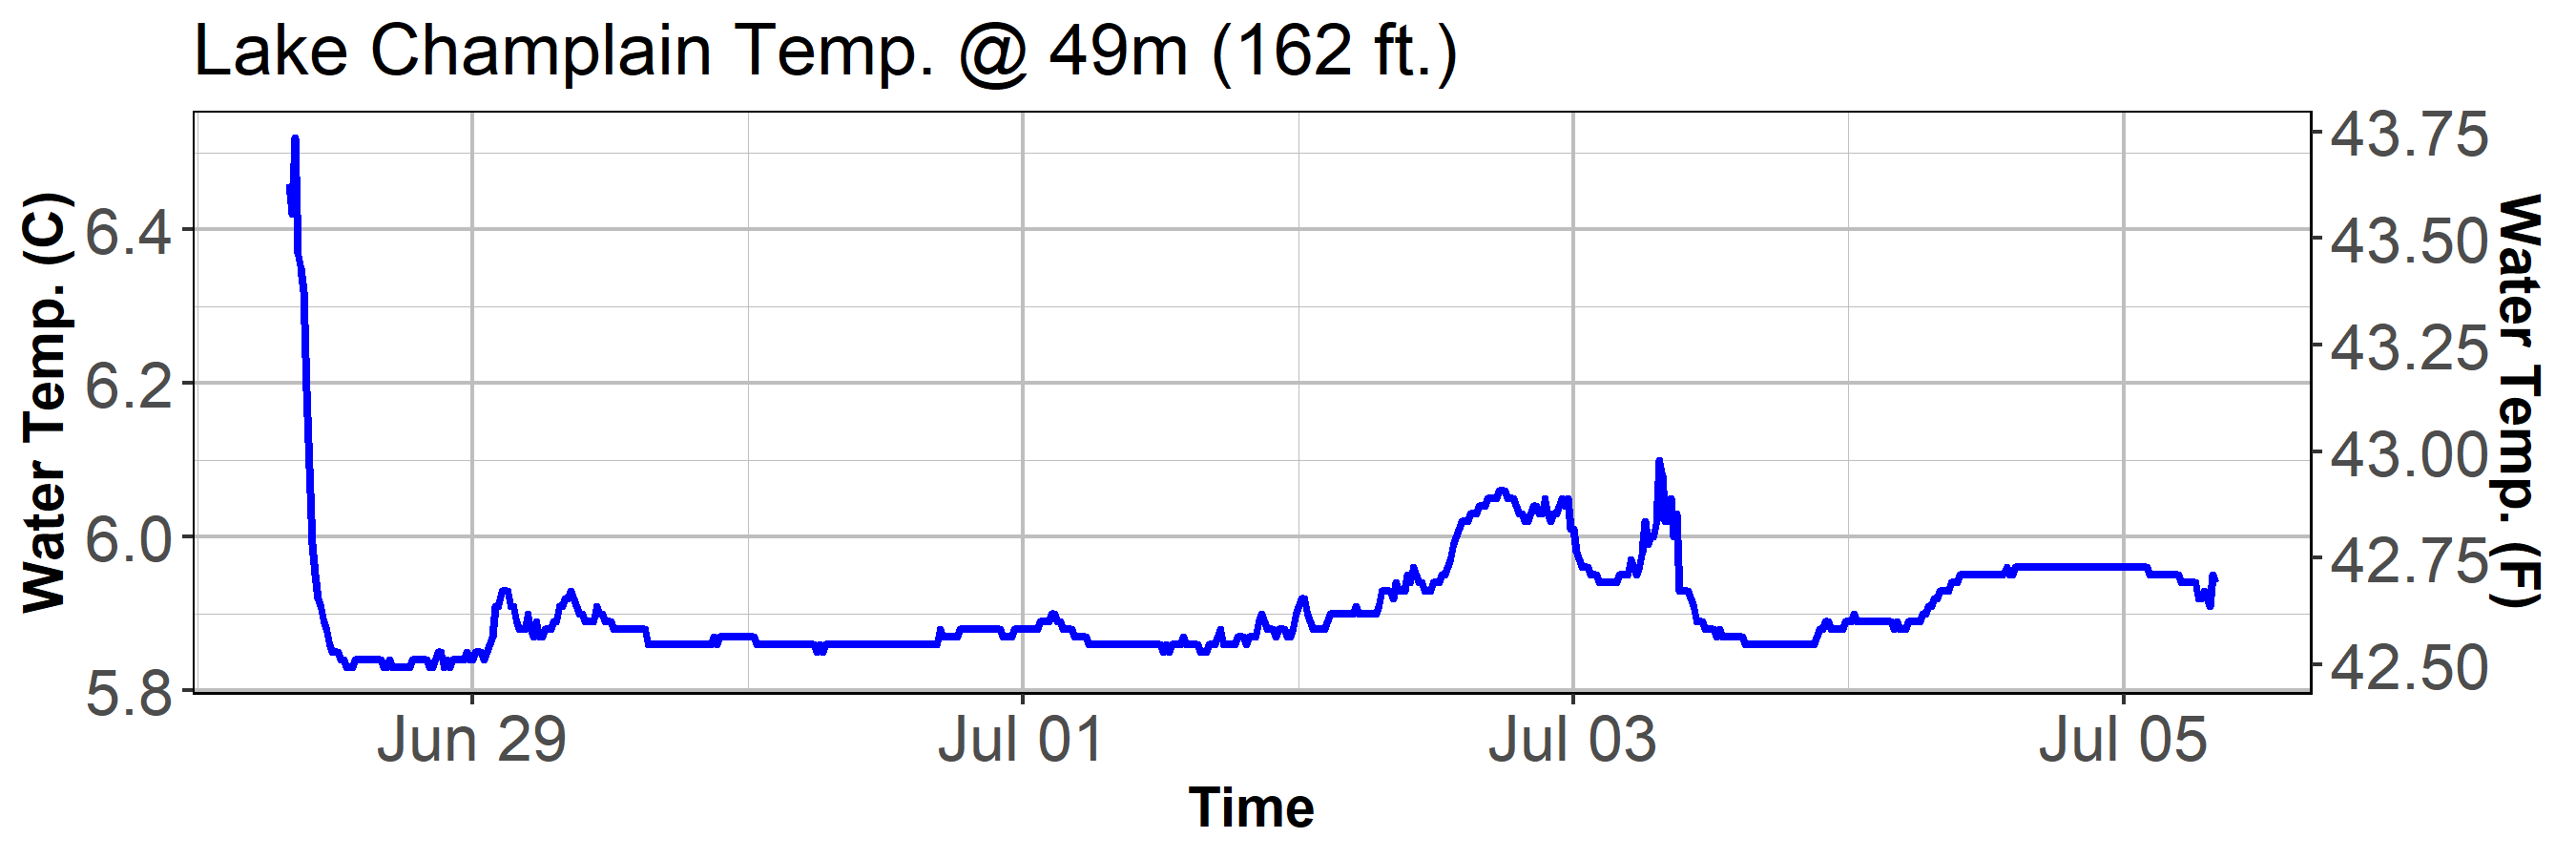 Lake Champlain Temp. @ 49m (162 ft.)
Water Temp. (C)
6.4
6.2
6.0
5.8
43.75
43.50
43.25
43.00
42.75
42.50
Water Temp. (F)
Jun 29
Jul 01
Jul 03
Jul 05
Time